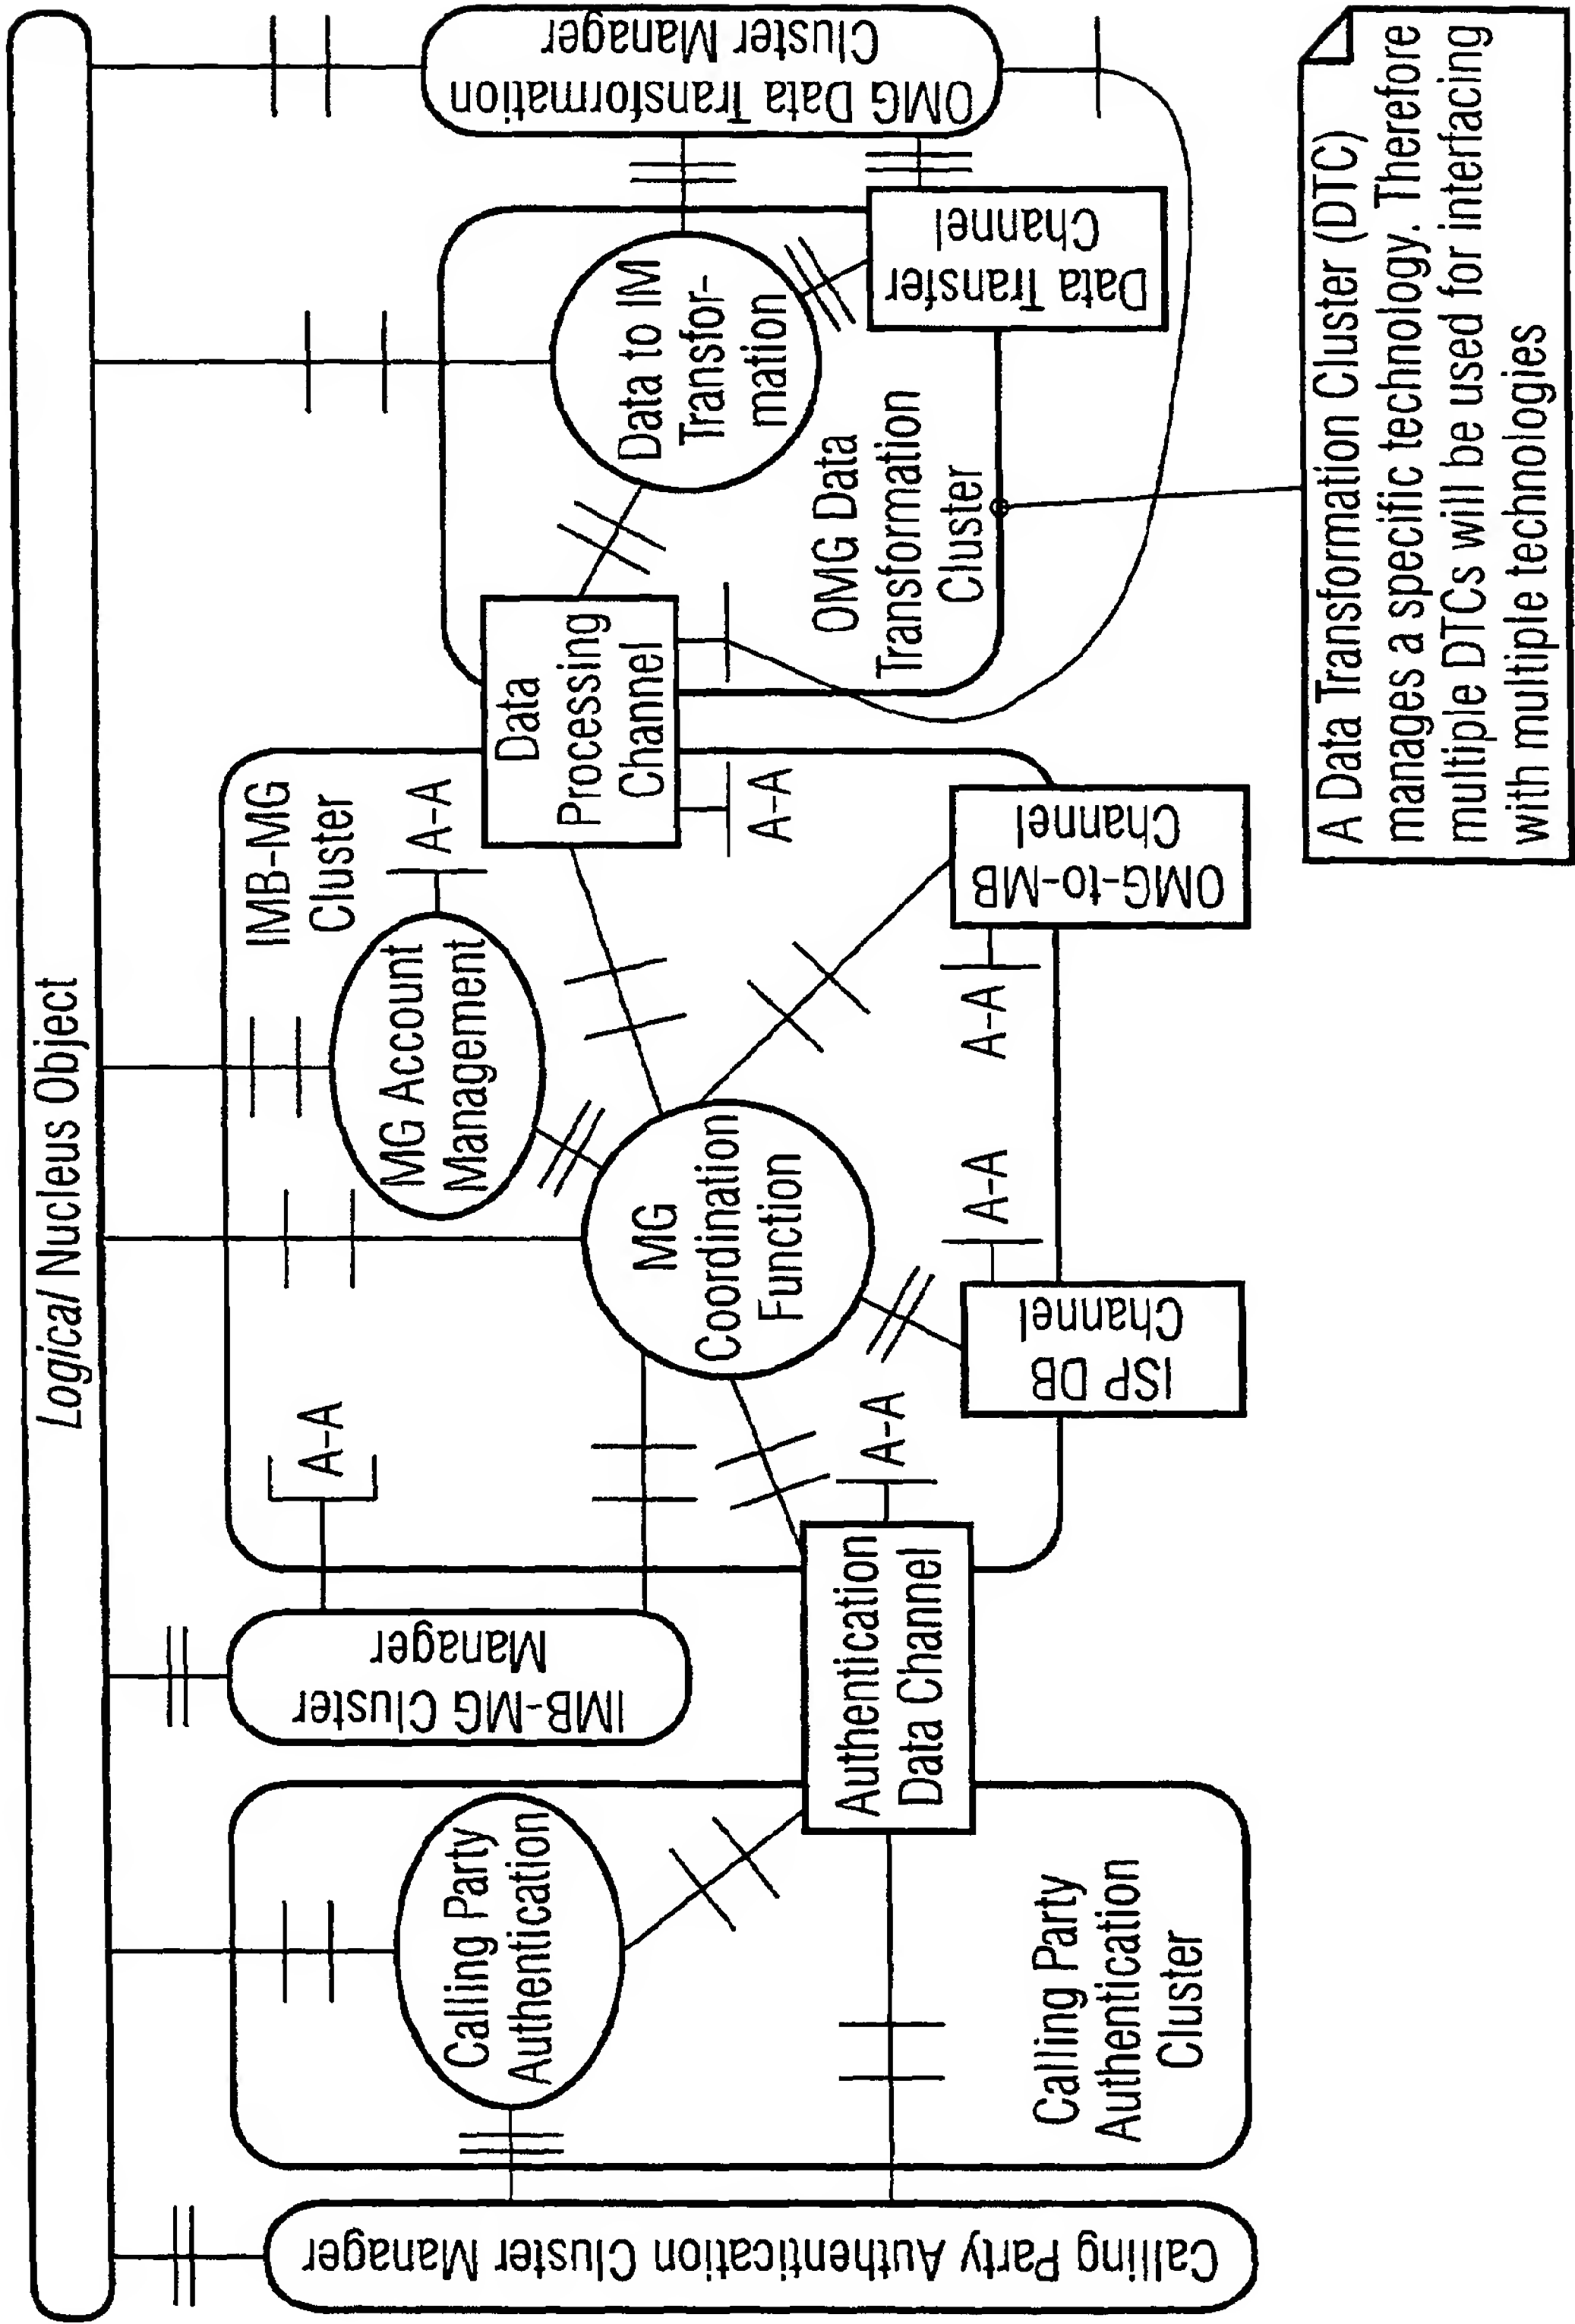 Logical Nucleus Object
Calling Party Authentication Cluster Manager
Calling Party
Authentication
Calling Party
Authentication
Cluster
IMB-MG Cluster
Manager
Authentication
Data Channel
A-A
A-A
IMB-MG
Cluster
MG Account
Management
A-A
MG
Coordination
Function
ISP DB
Channel
A-A
OMG-to-MB
Channel
A-A
Data
Processing
Channel
A-A
Data to IM
Transfor-
mation
OMG Data
Transformation
Cluster
Data Transfer
Channel
OMG Data Transformation
Cluster Manager
A Data Transformation Cluster (DTC)
manages a specific technology. Therefore
multiple DTCs will be used for interfacing
with multiple technologies